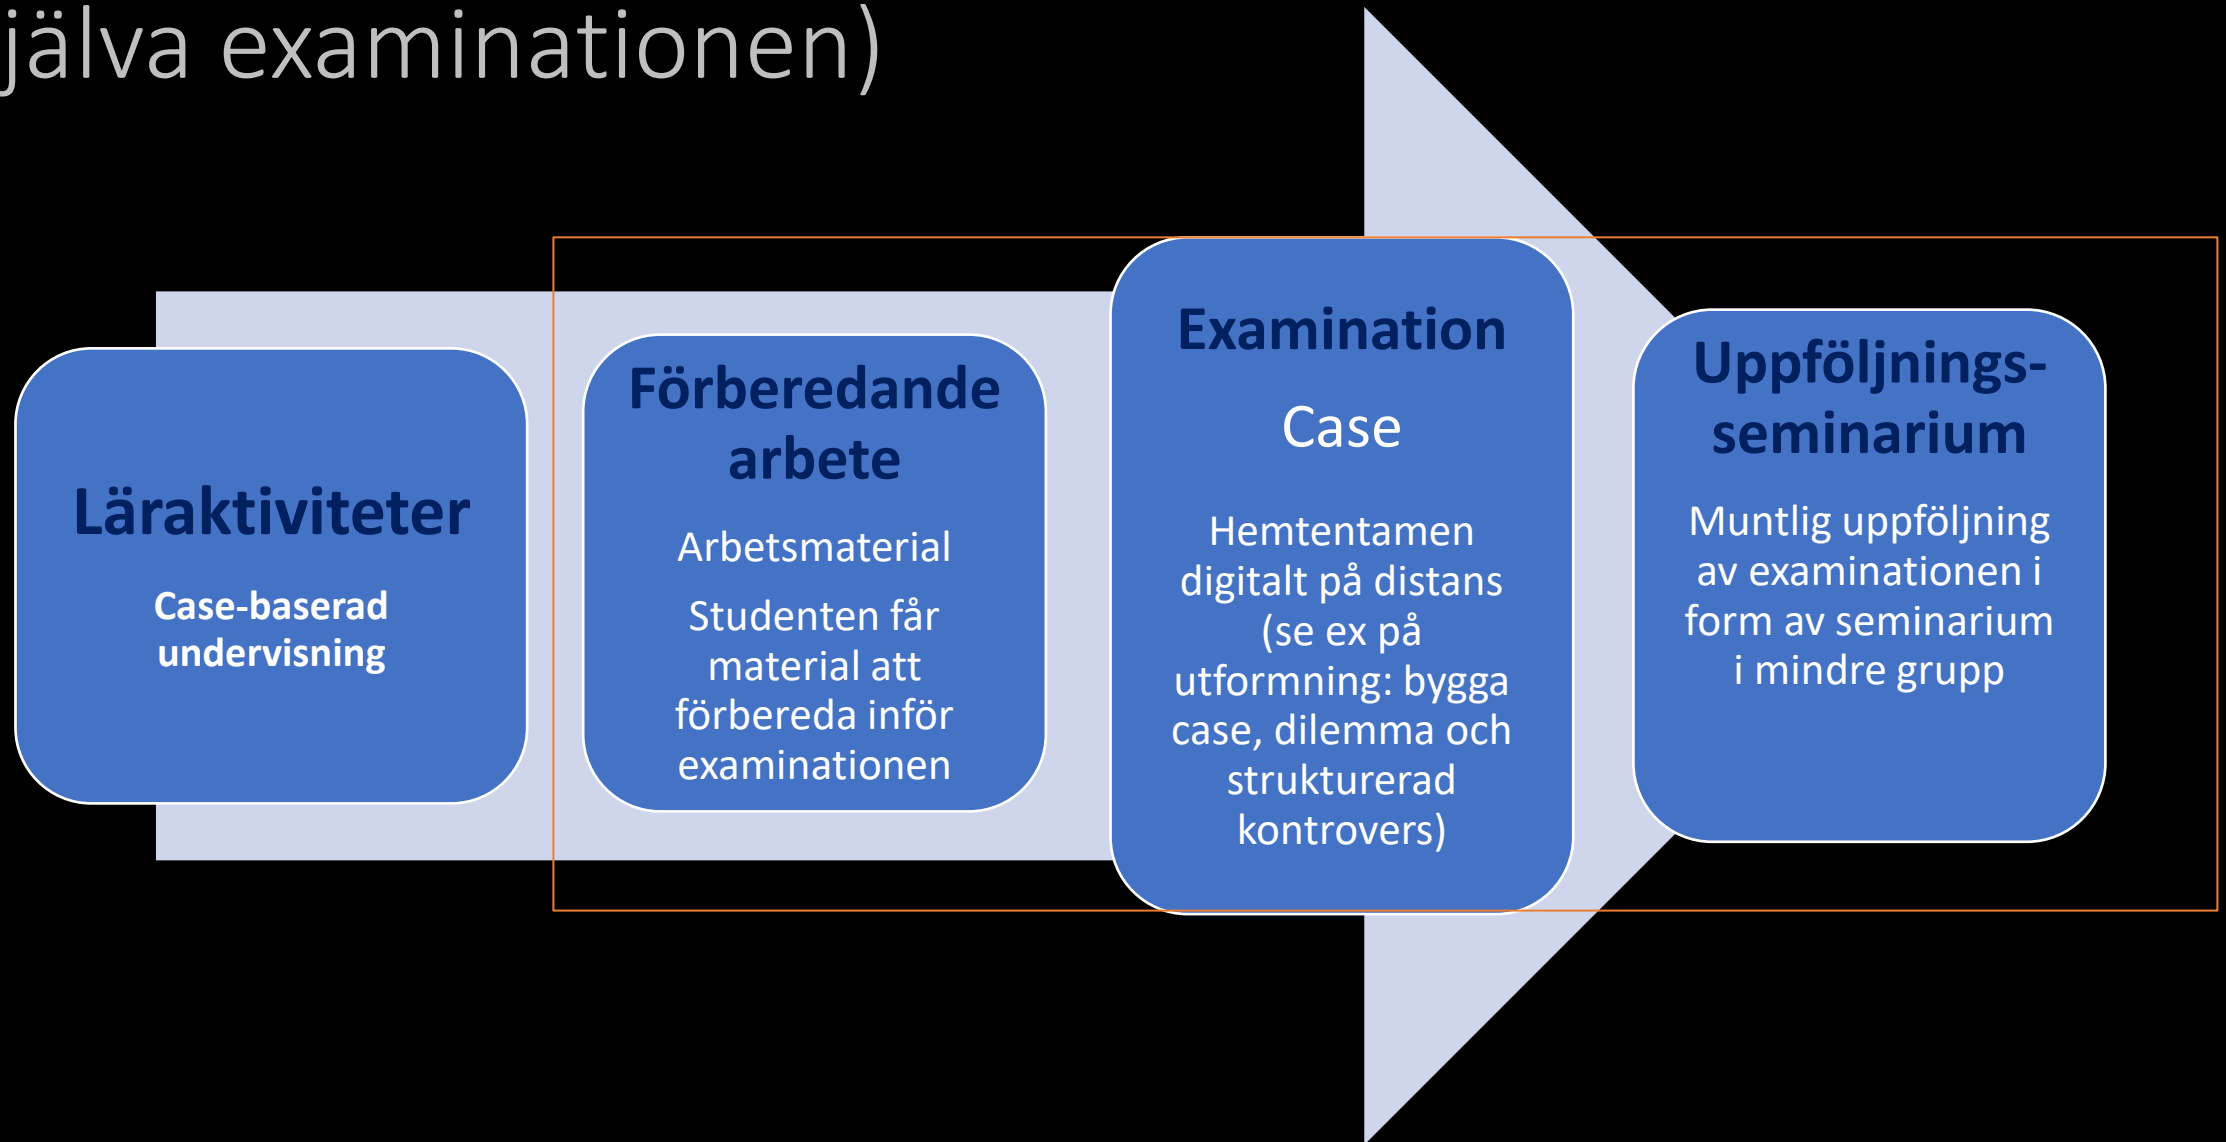 jälva examinationen)
Läraktiviteter
Case-baserad
undervisning
Förberedande
arbete
Arbetsmaterial
Studenten får
material att
förbereda inför
examinationen
Examination
Case
Hemtentamen
digitalt på distans
(se ex på
utformning: bygga
case, dilemma och
strukturerad
kontrovers)
Uppföljnings-
seminarium
Muntlig uppföljning
av examinationen i
form av seminarium
i mindre grupp